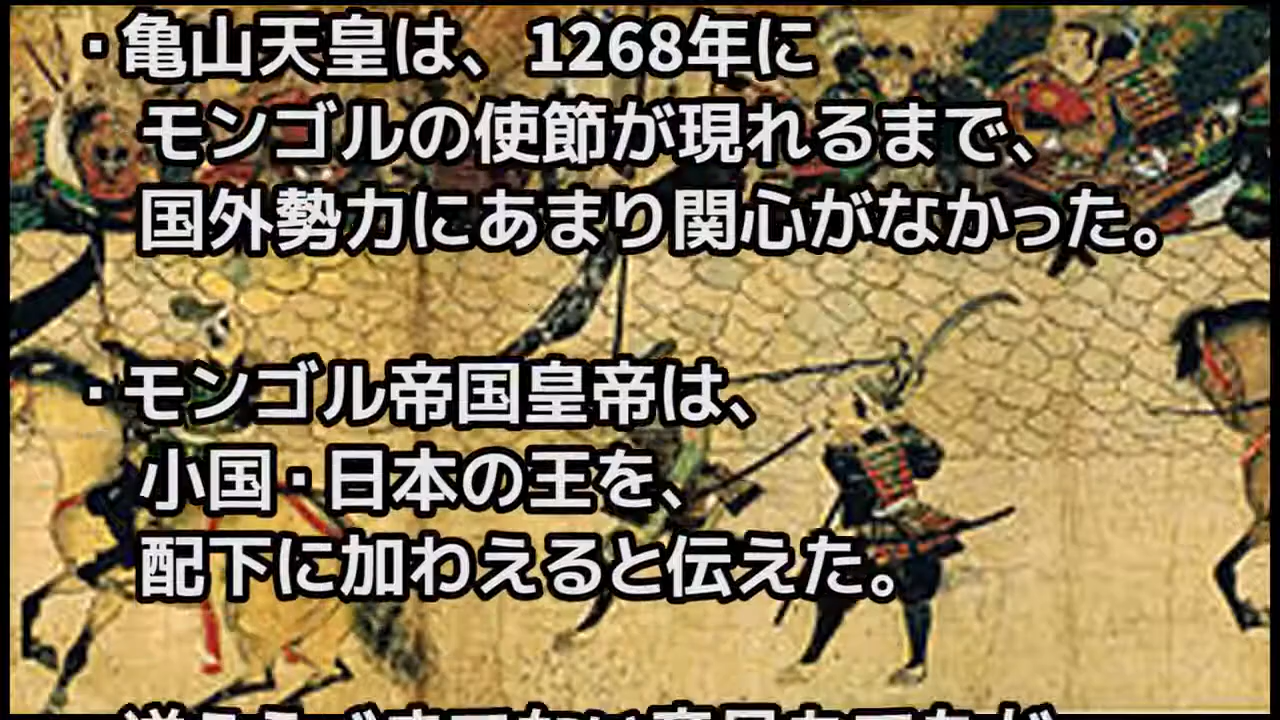 ・亀山天皇は、1268年に
モンゴルの使節が現れるまで、
国外勢力にあまり関心がなかった。
・モンゴル帝国皇帝は、
小国・日本の王を、
配下に加わえると伝えた。